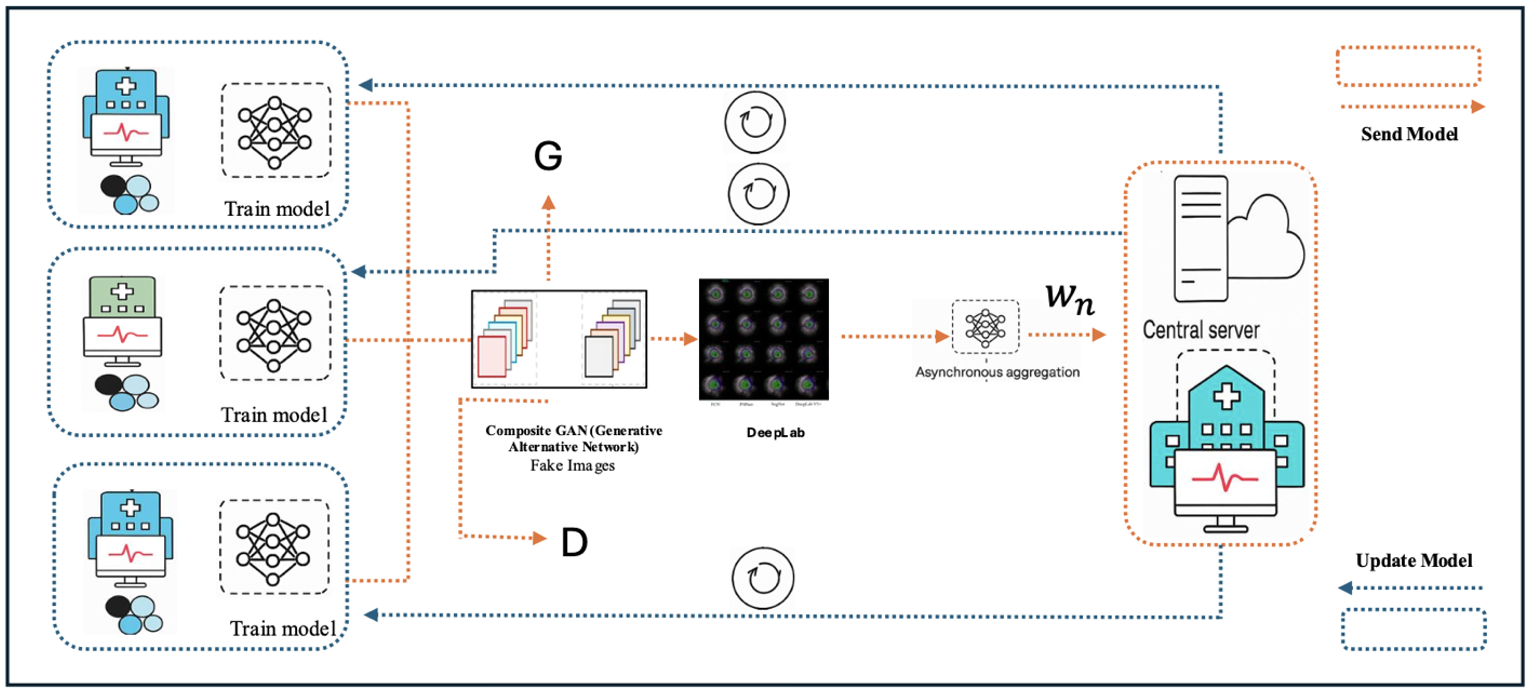 Train model
Train model
Train model
G
D
Composite GAN (Generative
Alternative Network)
Fake Images
DeepLab
Asynchronous aggregation
wₙ
Central server
Send Model
Update Model